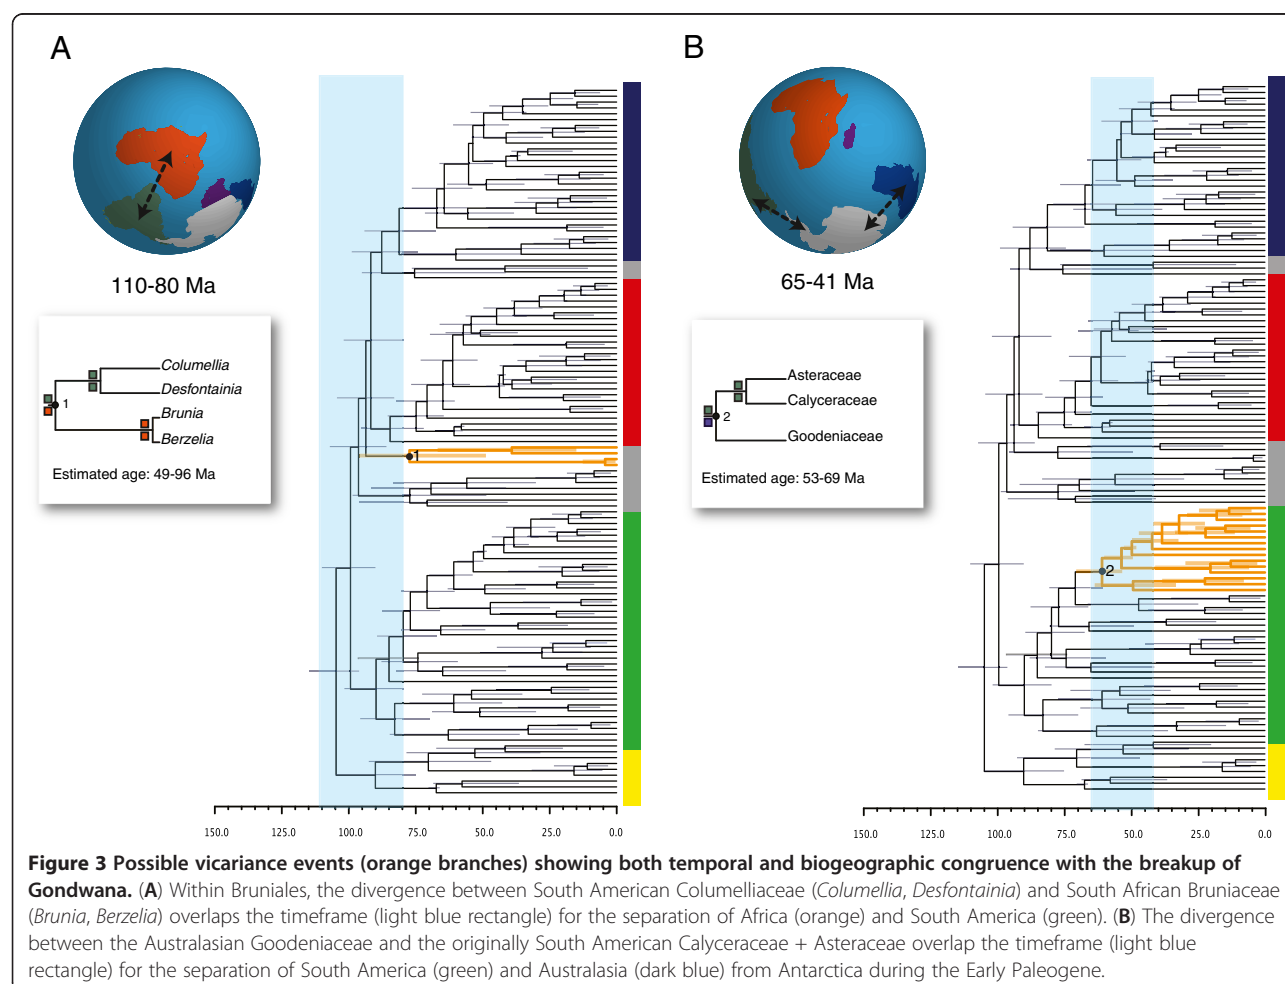 A
110-80 Ma
Columellia
Desfontainia
1
Brunia
Berzelia
Estimated age: 49-96 Ma
1
150.0 125.0 100.0 75.0 50.0 25.0 0.0
B
65-41 Ma
Asteraceae
Calyceraceae
2
Goodeniaceae
Estimated age: 53-69 Ma
2
150.0 125.0 100.0 75.0 50.0 25.0 0.0
Figure 3 Possible vicariance events (orange branches) showing both temporal and biogeographic congruence with the breakup of
Gondwana. (A) Within Bruniales, the divergence between South American Columelliaceae (Columellia, Desfontainia) and South African Bruniaceae
(Brunia, Berzelia) overlaps the timeframe (light blue rectangle) for the separation of Africa (orange) and South America (green). (B) The divergence
between the Australasian Goodeniaceae and the originally South American Calyceraceae + Asteraceae overlap the timeframe (light blue
rectangle) for the separation of South America (green) and Australasia (dark blue) from Antarctica during the Early Paleogene.